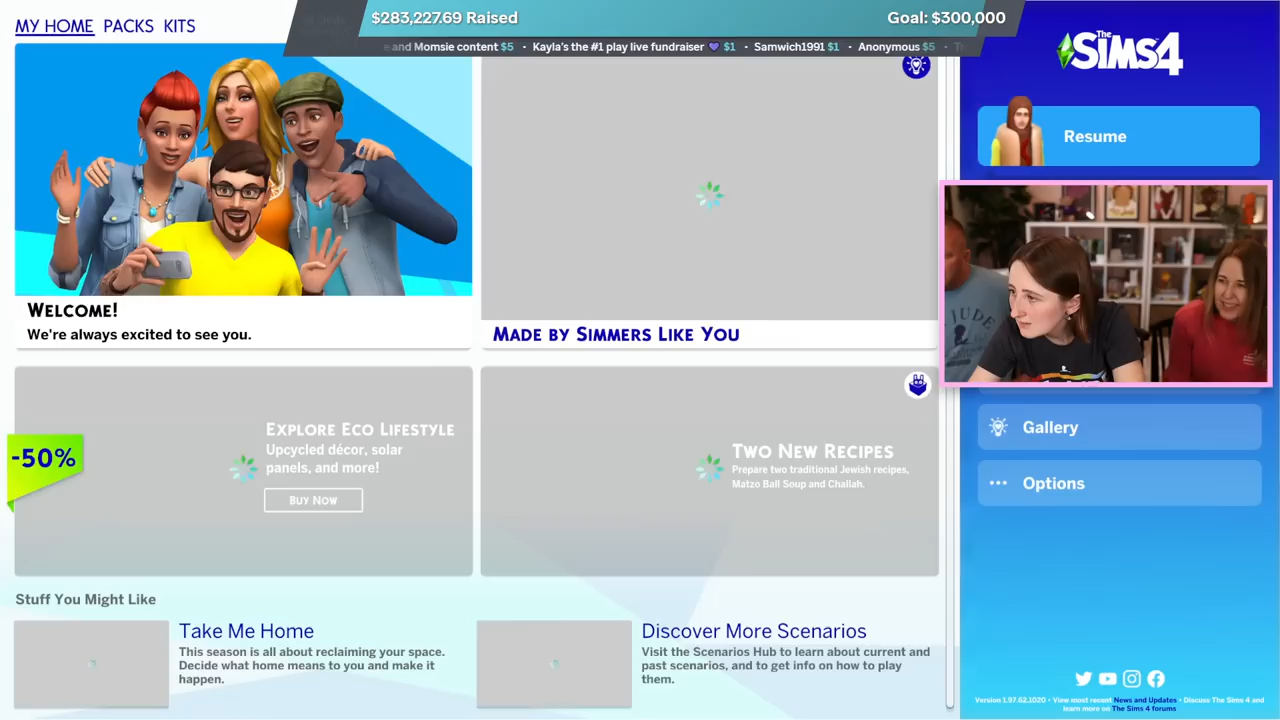 MY HOME PACKS KITS
$283,227.69 Raised
Goal: $300,000
e and Momsie content $5 · Kayla's the #1 play live fundraiser 💜 $1 · Samwich1991 $1 · Anonymous $5
The Sims 4
Resume
WELCOME!
We're always excited to see you.
MADE BY SIMMERS LIKE YOU
JUDE
-50%
EXPLORE ECO LIFESTYLE
Upcycled décor, solar
panels, and more!
BUY NOW
TWO NEW RECIPES
Prepare two traditional Jewish recipes,
Matzo Ball Soup and Challah.
Gallery
Options
Stuff You Might Like
Take Me Home
This season is all about reclaiming your space.
Decide what home means to you and make it
happen.
Discover More Scenarios
Visit the Scenarios Hub to learn about current and
past scenarios, and to get info on how to play
them.
Version 1.97.62.1020 · View most recent News and Updates · Discuss The Sims 4 and
learn more on The Sims 4 forums